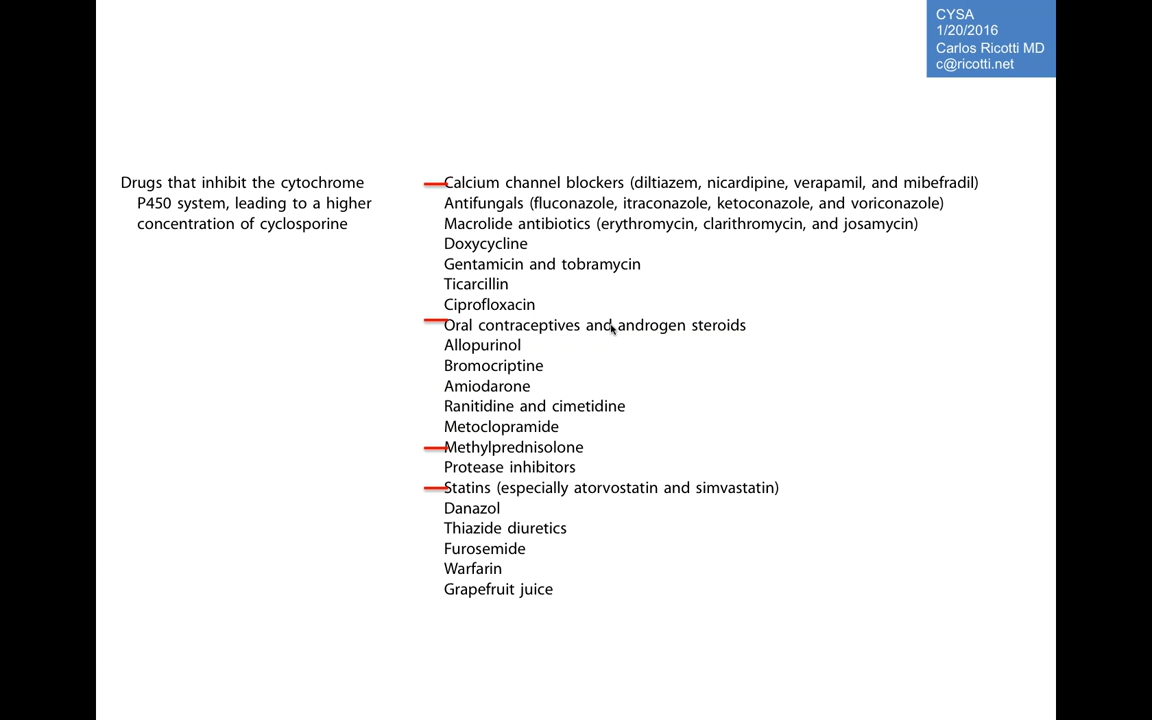 CYSA
1/20/2016
Carlos Ricotti MD
c@ricotti.net
Drugs that inhibit the cytochrome
P450 system, leading to a higher
concentration of cyclosporine
Calcium channel blockers (diltiazem, nicardipine, verapamil, and mibefradil)
Antifungals (fluconazole, itraconazole, ketoconazole, and voriconazole)
Macrolide antibiotics (erythromycin, clarithromycin, and josamycin)
Doxycycline
Gentamicin and tobramycin
Ticarcillin
Ciprofloxacin
Oral contraceptives and androgen steroids
Allopurinol
Bromocriptine
Amiodarone
Ranitidine and cimetidine
Metoclopramide
Methylprednisolone
Protease inhibitors
Statins (especially atorvostatin and simvastatin)
Danazol
Thiazide diuretics
Furosemide
Warfarin
Grapefruit juice